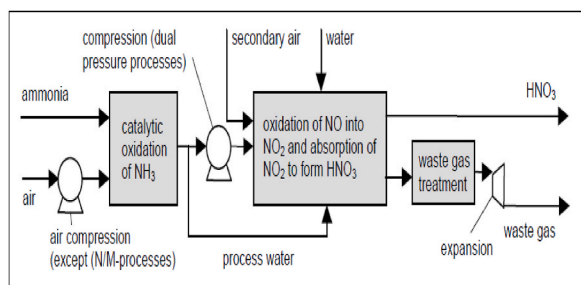 compression (dual
pressure processes)
secondary air
water
ammonia
HNO₃
catalytic
oxidation
of NH₃
oxidation of NO into
NO₂ and absorption of
NO₂ to form HNO₃
waste gas
treatment
air
air compression
(except (N/M-processes)
process water
expansion
waste gas